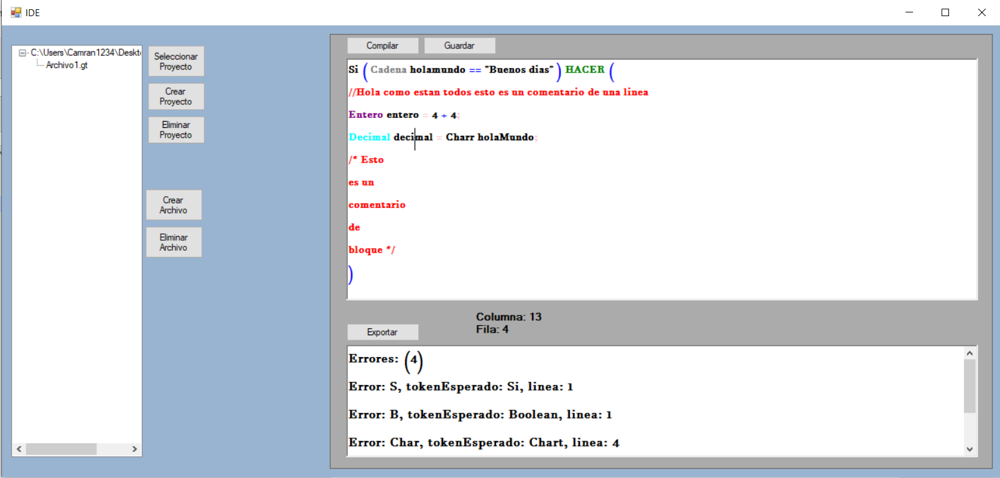 IDE
C:\Users\Camran1234\Deskt
Archivo1.gt
Seleccionar
Proyecto
Crear
Proyecto
Eliminar
Proyecto
Crear
Archivo
Eliminar
Archivo
Compilar
Guardar
Si ( Cadena holamundo == "Buenos dias" ) HACER (
//Hola como estan todos esto es un comentario de una linea
Entero entero = 4 + 4;
Decimal decimal = Charr holaMundo;
/* Esto
es un
comentario
de
bloque */
)
Columna: 13
Fila: 4
Exportar
Errores: (4)
Error: S, tokenEsperado: Si, linea: 1
Error: B, tokenEsperado: Boolean, linea: 1
Error: Char, tokenEsperado: Chart, linea: 4